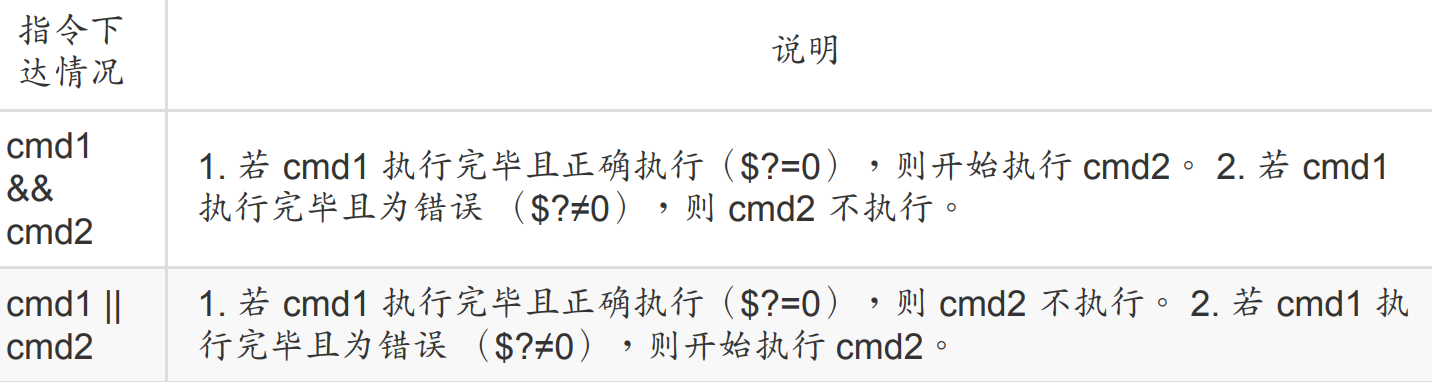 指令下
达情况
说明
cmd1
&&
cmd2
1. 若 cmd1 执行完毕且正确执行（$?=0），则开始执行 cmd2。 2. 若 cmd1
执行完毕且为错误 （$?≠0），则 cmd2 不执行。
cmd1 ||
cmd2
1. 若 cmd1 执行完毕且正确执行（$?=0），则 cmd2 不执行。 2. 若 cmd1 执
行完毕且为错误 （$?≠0），则开始执行 cmd2。